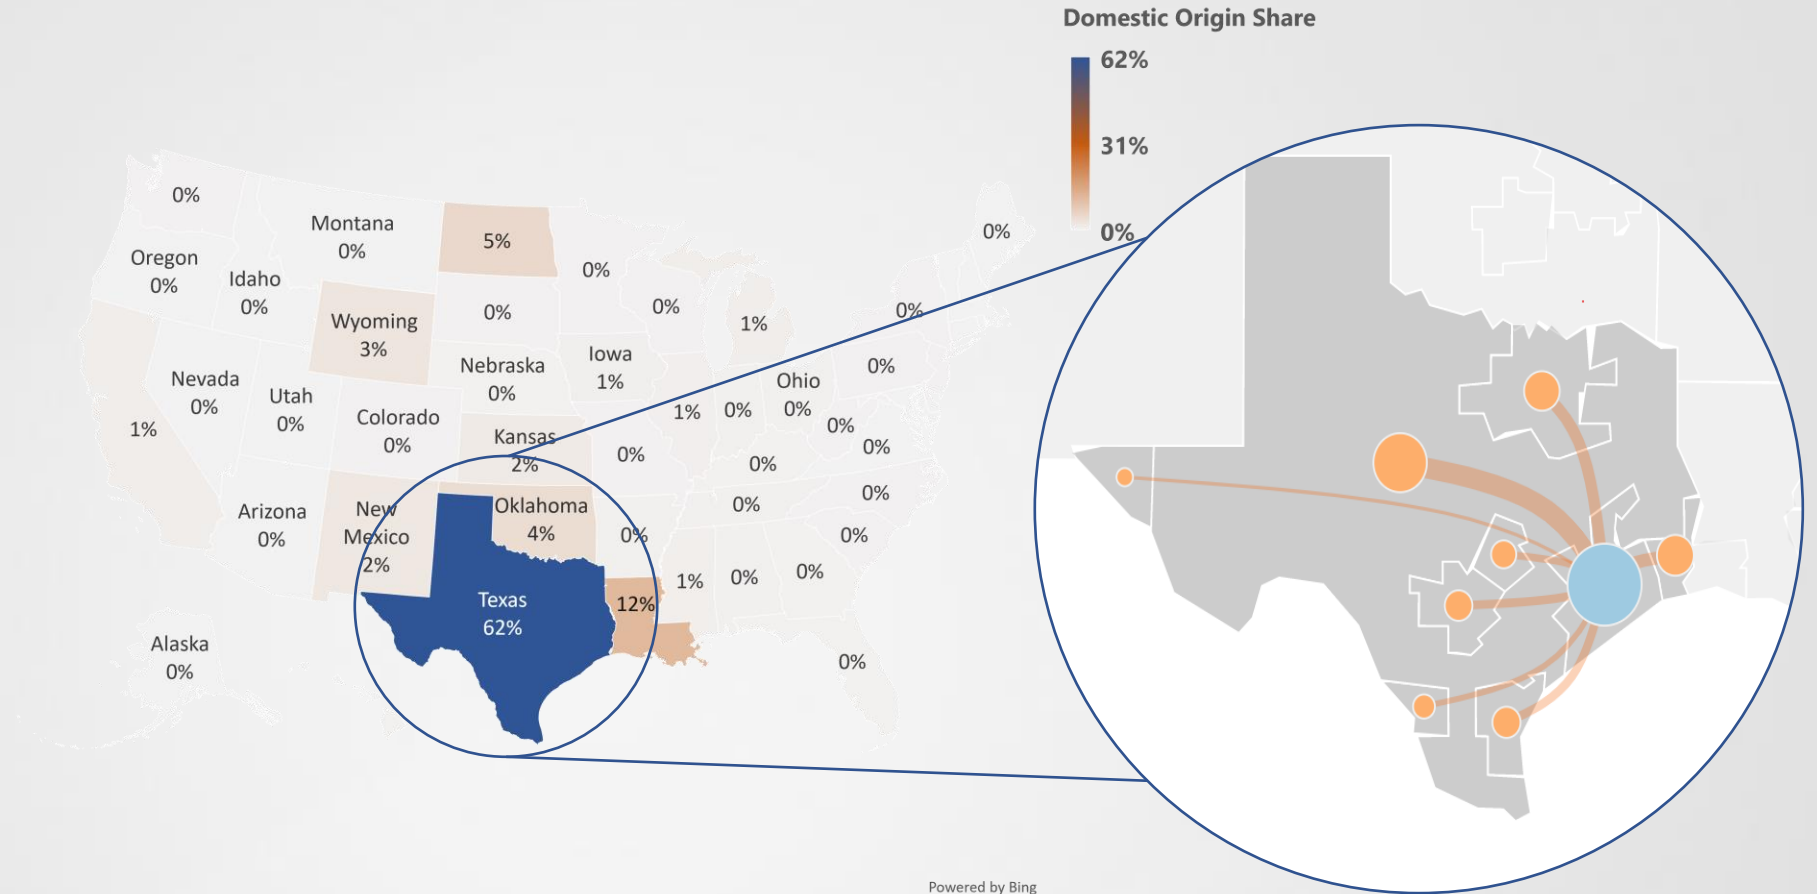 Domestic Origin Share
62%
31%
0%
0%
Montana
0%
5%
0%
0%
Oregon
0%
Idaho
0%
Wyoming
3%
0%
0%
1%
0%
Nebraska
0%
Iowa
1%
0%
Nevada
0%
Utah
0%
Colorado
0%
Ohio
0%
1%
0%
0%
0%
1%
Kansas
2%
0%
0%
0%
Arizona
0%
New
Mexico
2%
Oklahoma
4%
0%
0%
0%
Texas
62%
12%
1%
0%
0%
0%
Alaska
0%
Powered by Bing